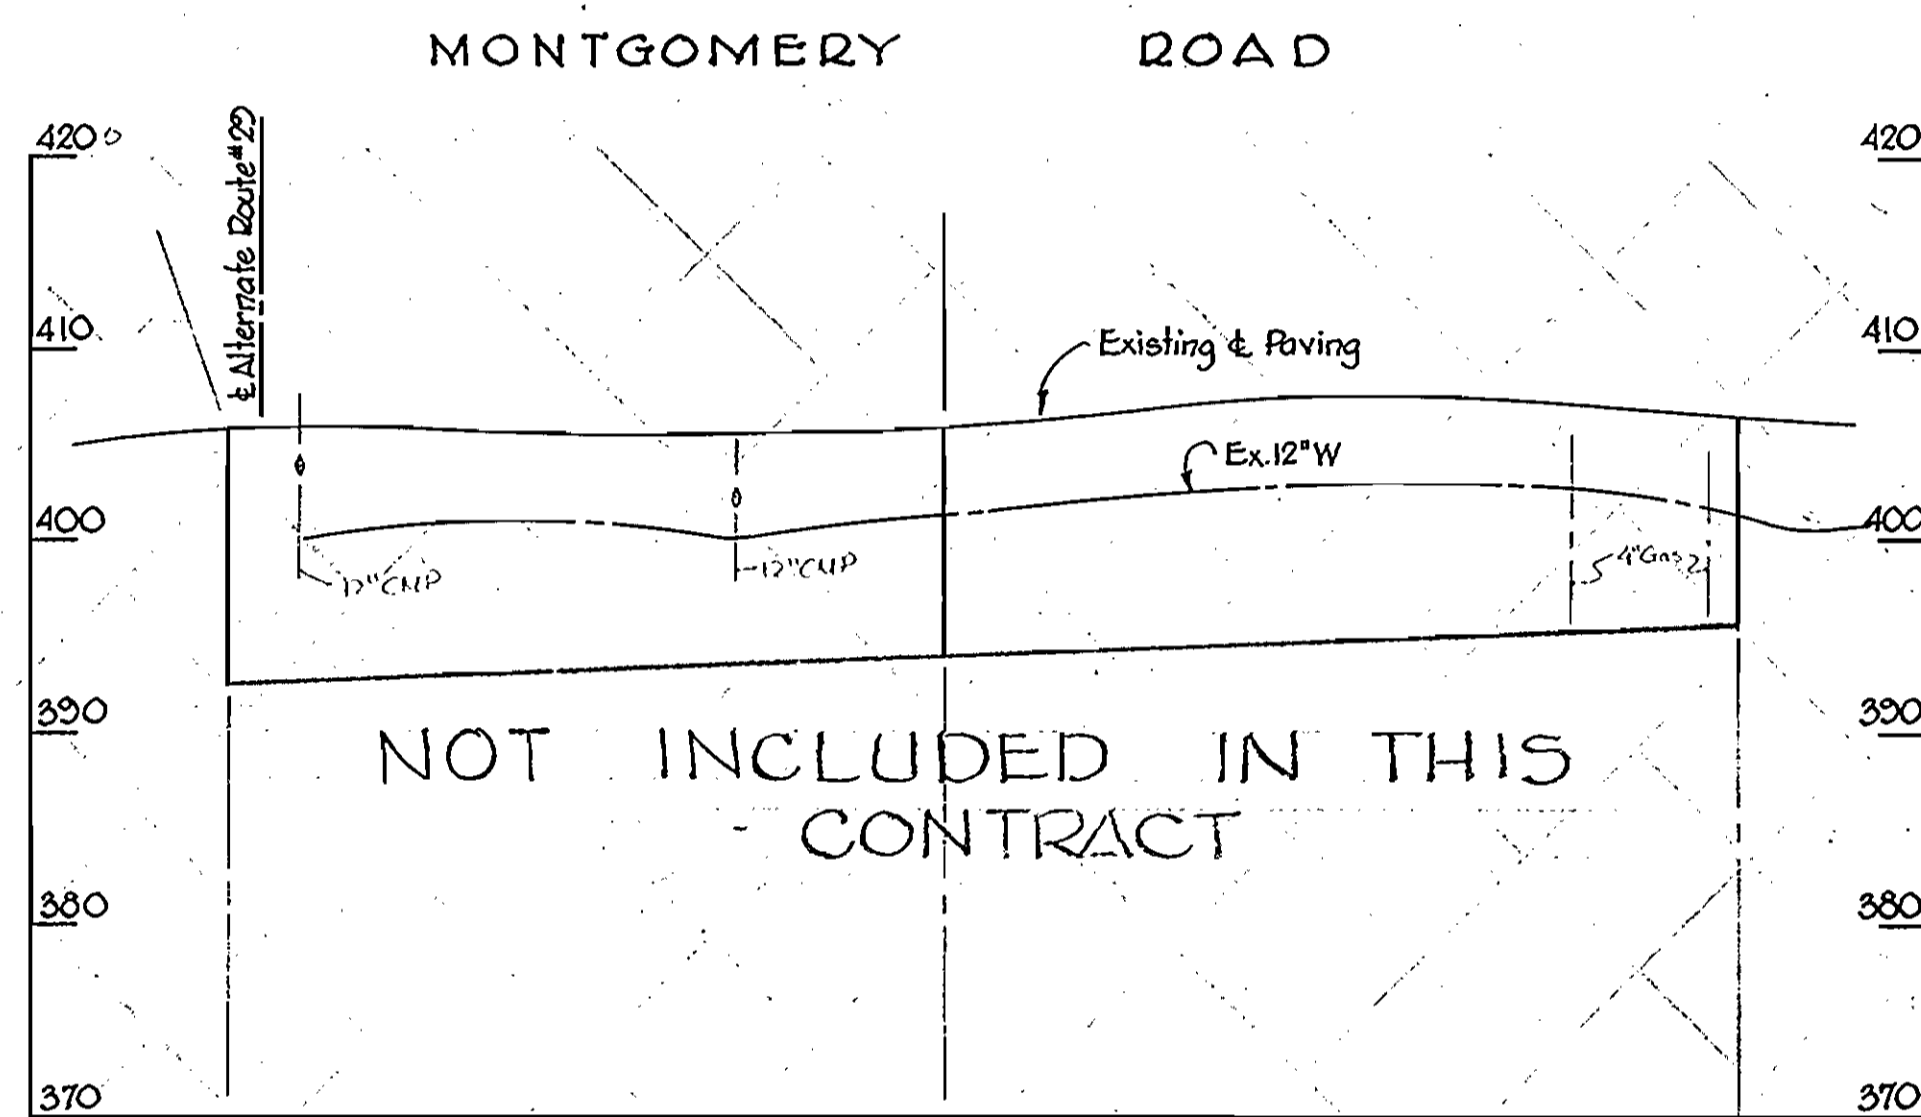 MONTGOMERY ROAD
420 420
℄ Alternate Route #29
410 410
Existing ℄ Paving
Ex. 12" W
400 400
12" CMP 12" CMP 4" Gas
390 390
NOT INCLUDED IN THIS
CONTRACT
380 380
370 370